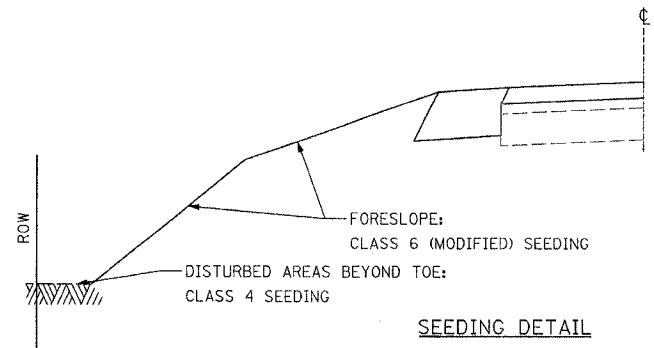 ℄
ROW
FORESLOPE:
CLASS 6 (MODIFIED) SEEDING
DISTURBED AREAS BEYOND TOE:
CLASS 4 SEEDING
SEEDING DETAIL